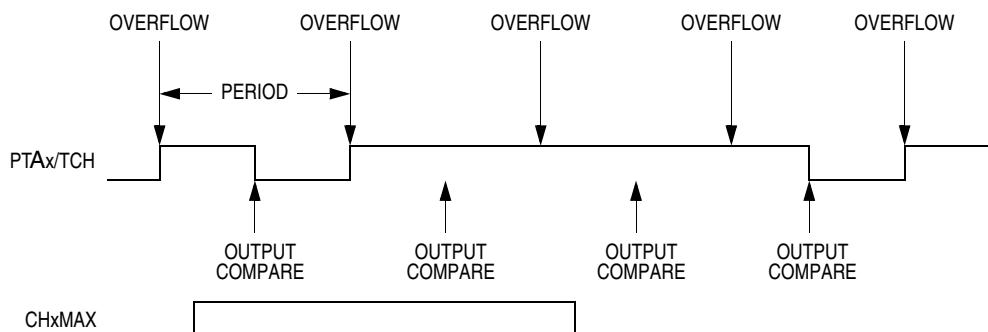 OVERFLOW OVERFLOW OVERFLOW OVERFLOW OVERFLOW
PERIOD
PTAx/TCH
OUTPUT COMPARE
OUTPUT COMPARE
OUTPUT COMPARE
OUTPUT COMPARE
CHxMAX